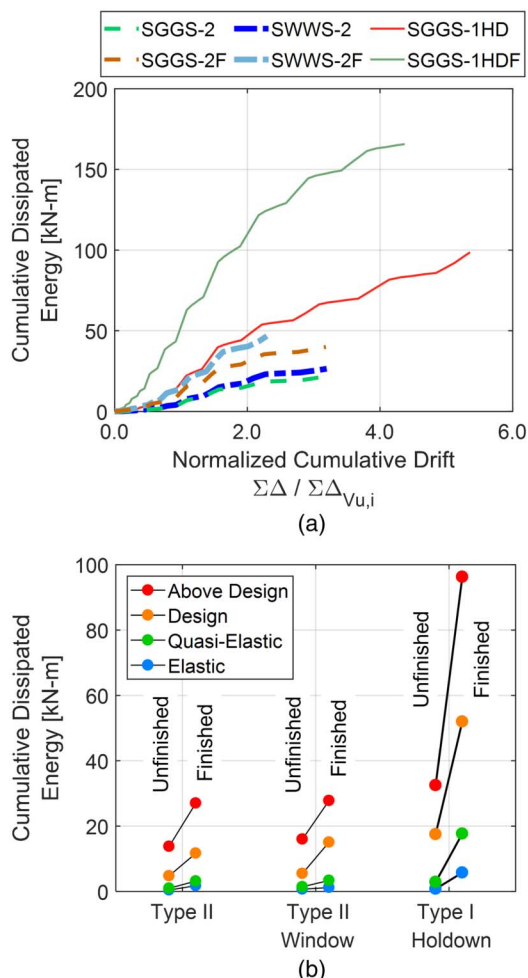 SGGS-2 SWWS-2 SGGS-1HD
SGGS-2F SWWS-2F SGGS-1HDF
200
150
100
50
0
Cumulative Dissipated
Energy [kN-m]
0.0 2.0 4.0 6.0
Normalized Cumulative Drift
ΣΔ / ΣΔVu,i
(a)
100
80
60
40
20
0
Cumulative Dissipated
Energy [kN-m]
Above Design
Design
Quasi-Elastic
Elastic
Unfinished
Finished
Unfinished
Finished
Unfinished
Finished
Type II Type II Type I
Window Holdown
(b)